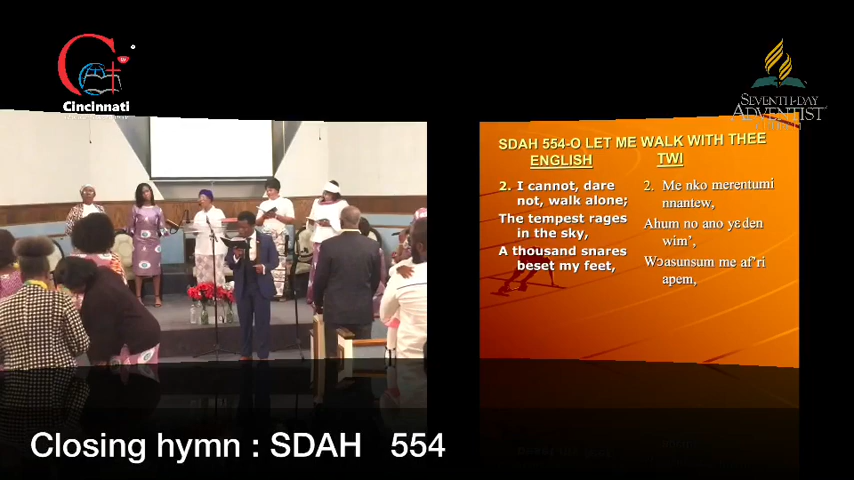 Cincinnati
SEVENTH-DAY
ADVENTIST
SDAH 554-O LET ME WALK WITH THEE
ENGLISH
TWI
2. I cannot, dare
not, walk alone;
The tempest rages
in the sky,
A thousand snares
beset my feet,
2. Me nko merentumi
nnantew,
Ahum no ano yɛ den
wim',
Wɔasunsum me af'ri
apem,
Closing hymn : SDAH 554